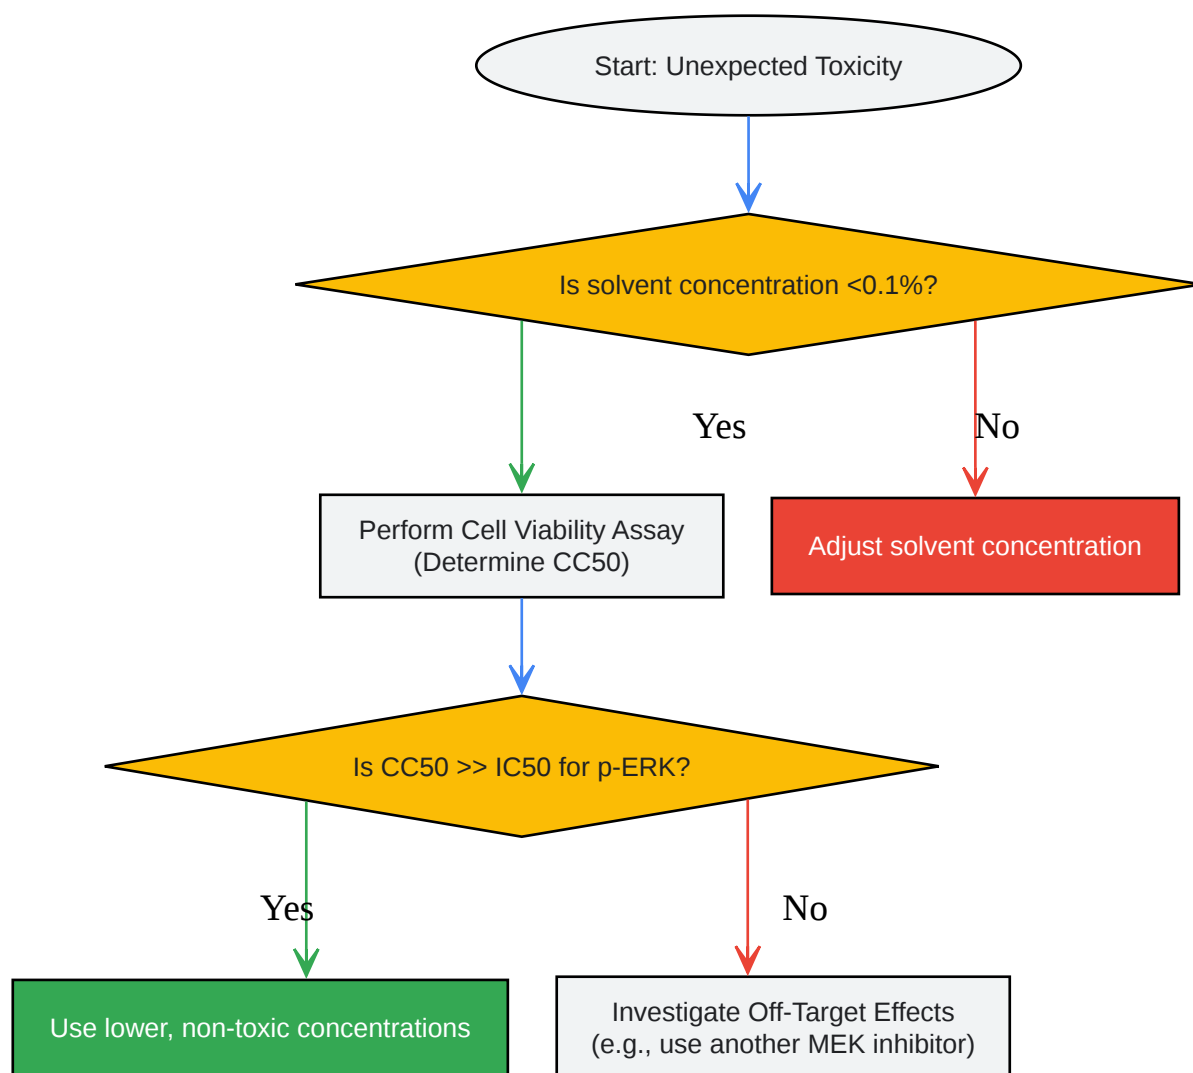 Start: Unexpected Toxicity
Is solvent concentration <0.1%?
Yes
No
Perform Cell Viability Assay
(Determine CC50)
Adjust solvent concentration
Is CC50 >> IC50 for p-ERK?
Yes
No
Use lower, non-toxic concentrations
Investigate Off-Target Effects
(e.g., use another MEK inhibitor)